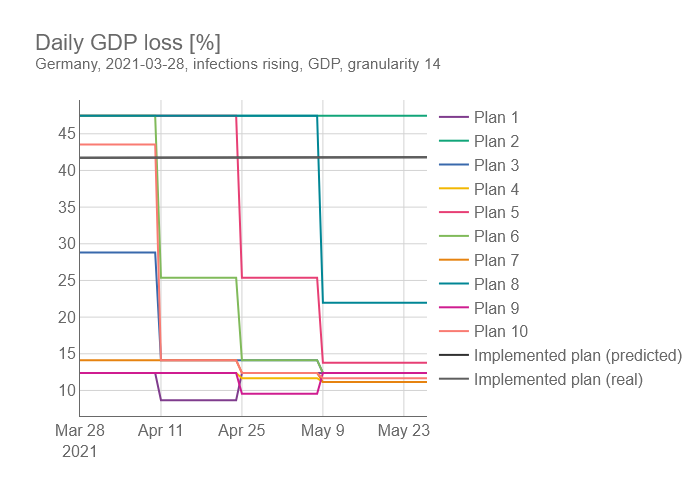 Daily GDP loss [%]
Germany, 2021-03-28, infections rising, GDP, granularity 14
45
40
35
30
25
20
15
10
Mar 28
2021
Apr 11
Apr 25
May 9
May 23
Plan 1
Plan 2
Plan 3
Plan 4
Plan 5
Plan 6
Plan 7
Plan 8
Plan 9
Plan 10
Implemented plan (predicted)
Implemented plan (real)